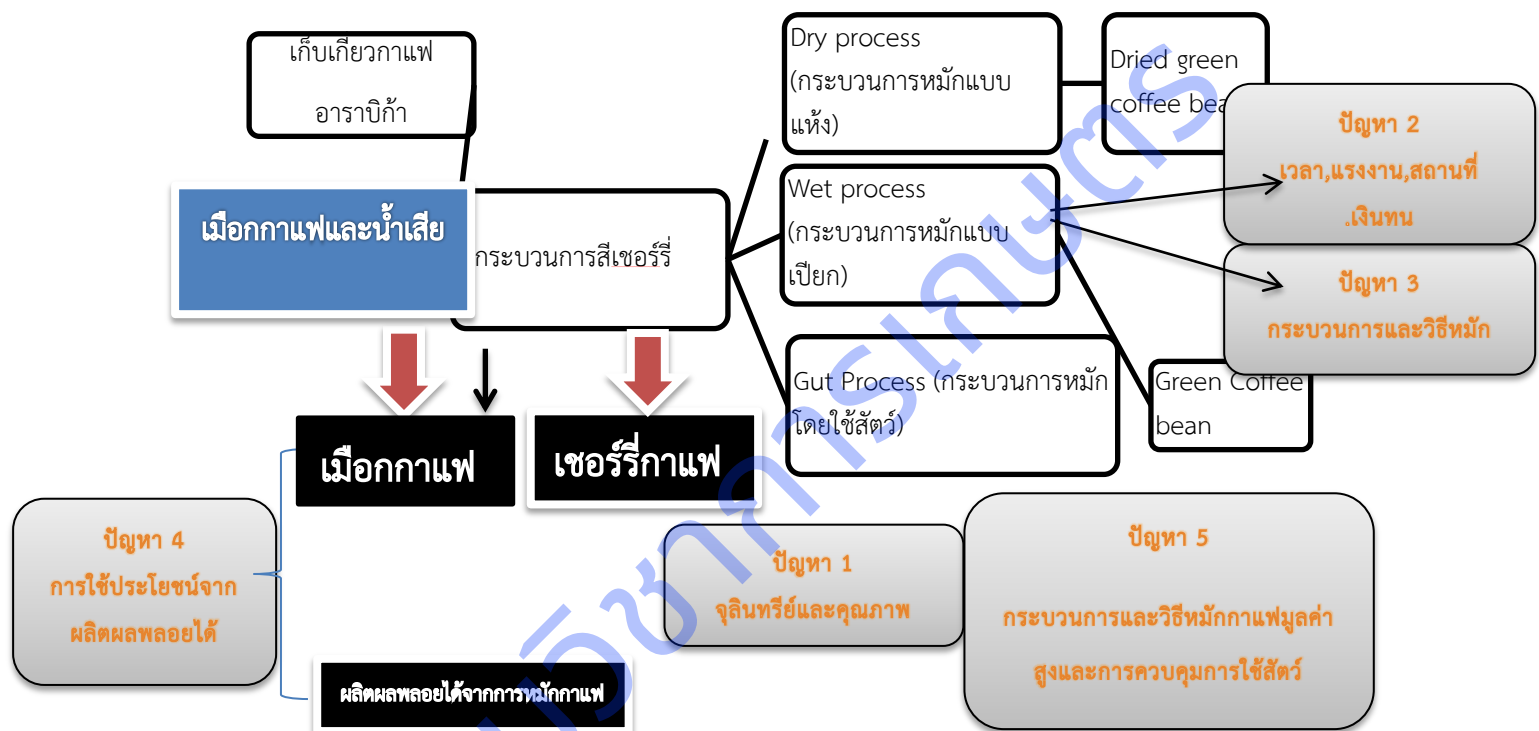 เก็บเกี่ยวกาแฟ
อาราบิก้า
เมือกกาแฟและน้ำเสีย
กระบวนการสีเชอร์รี่
Dry process
(กระบวนการหมักแบบ
แห้ง)
Dried green
coffee bea
ปัญหา 2
เวลา,แรงงาน,สถานที่
.เงินทน
Wet process
(กระบวนการหมักแบบ
เปียก)
ปัญหา 3
กระบวนการและวิธีหมัก
Gut Process (กระบวนการหมัก
โดยใช้สัตว์)
Green Coffee
bean
เมือกกาแฟ
เชอร์รี่กาแฟ
ปัญหา 4
การใช้ประโยชน์จาก
ผลิตผลพลอยได้
ปัญหา 1
จุลินทรีย์และคุณภาพ
ปัญหา 5
กระบวนการและวิธีหมักกาแฟมูลค่า
สูงและการควบคุมการใช้สัตว์
ผลิตผลพลอยได้จากการหมักกาแฟ
วิชาการเกษตร